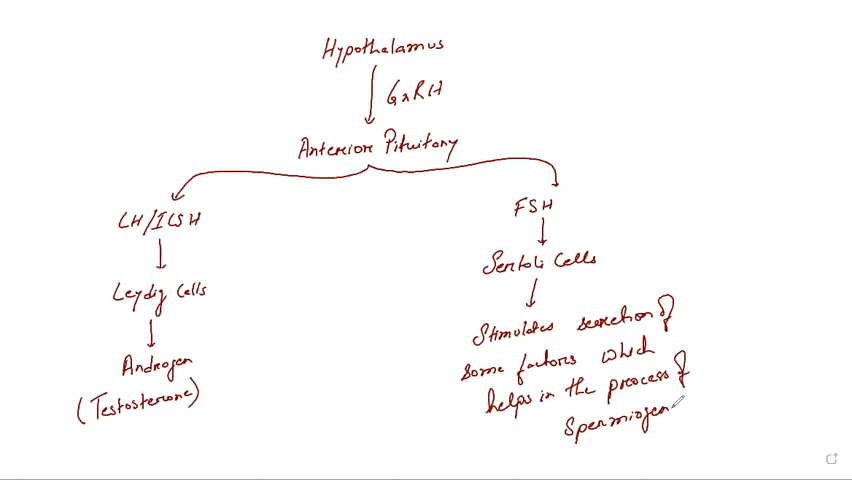 Hypothalamus
GnRH
Anterior Pituitary
LH/ICSH
FSH
Leydig Cells
Sertoli Cells
Androgen
(Testosterone)
Stimulates secretion of
some factors which
helps in the process of
Spermiogen